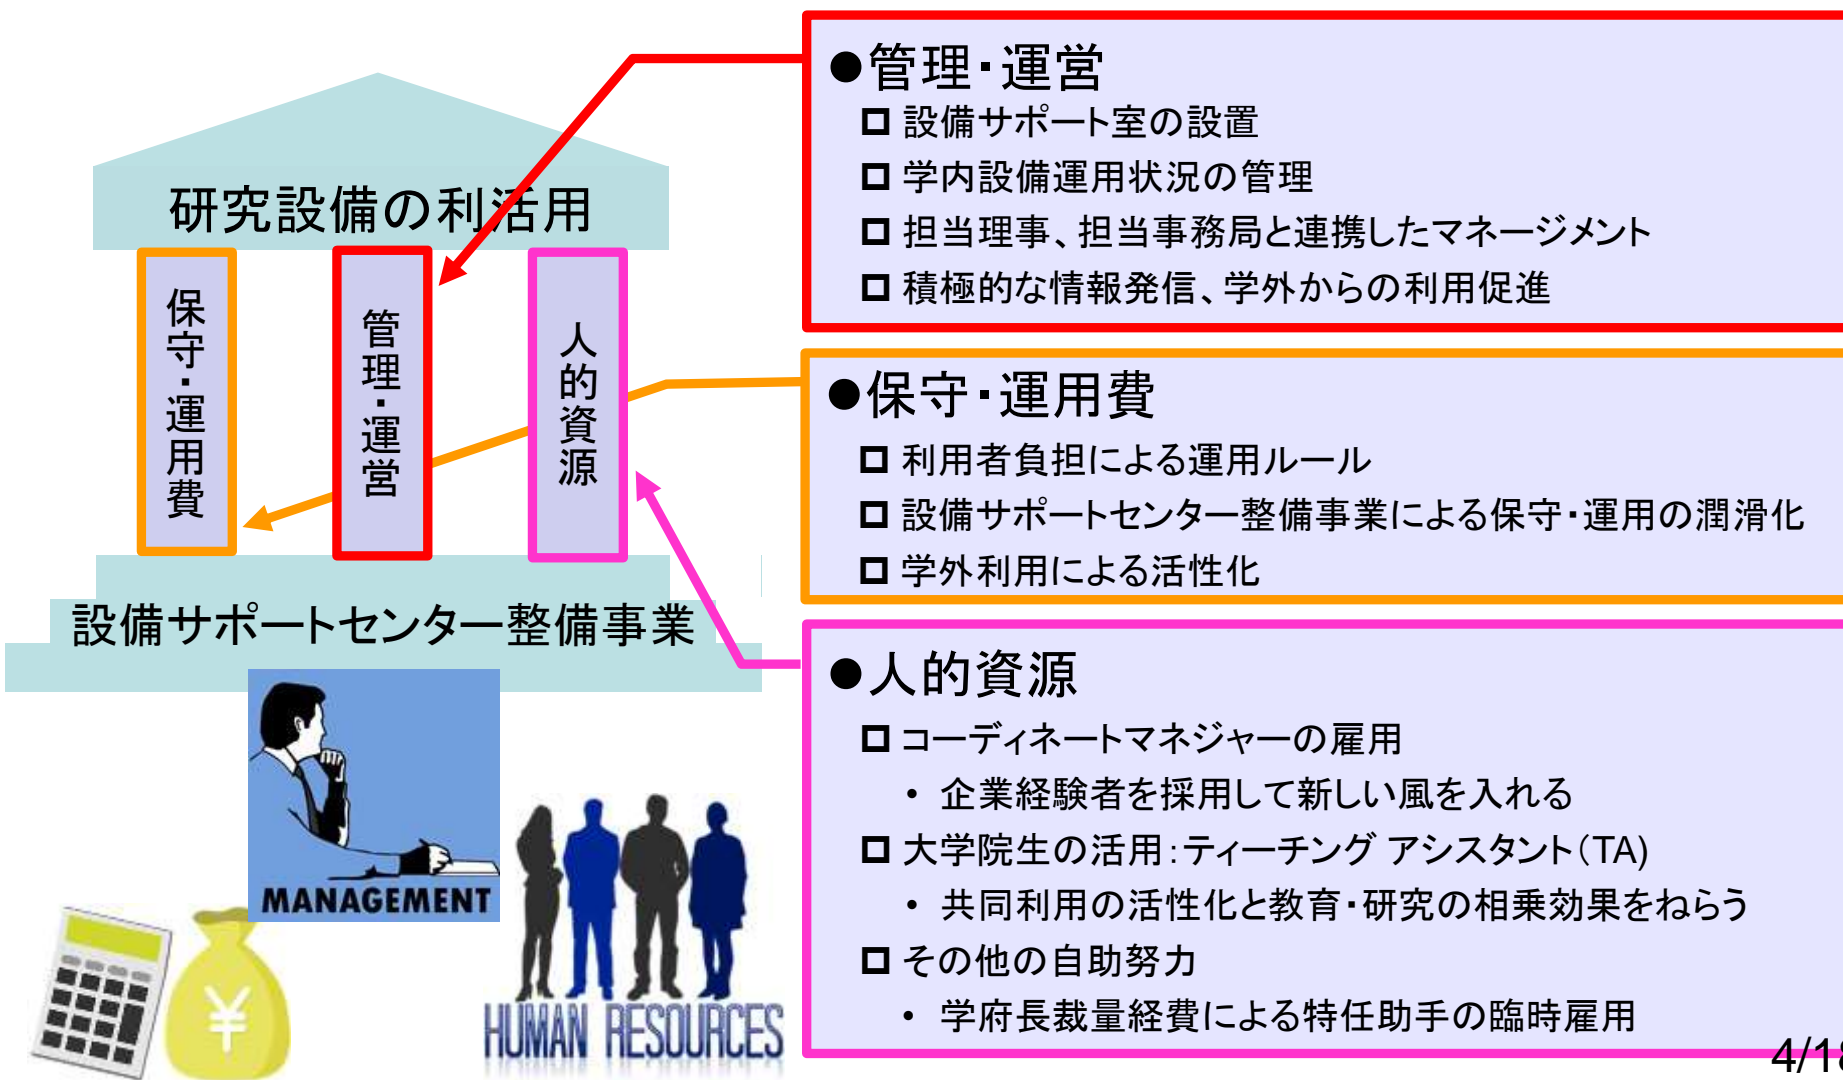 研究設備の利活用
保守・運用費
管理・運営
人的資源
設備サポートセンター整備事業
MANAGEMENT
HUMAN RESOURCES
●管理・運営
設備サポート室の設置
学内設備運用状況の管理
担当理事、担当事務局と連携したマネージメント
積極的な情報発信、学外からの利用促進
●保守・運用費
利用者負担による運用ルール
設備サポートセンター整備事業による保守・運用の潤滑化
学外利用による活性化
●人的資源
コーディネートマネジャーの雇用
• 企業経験者を採用して新しい風を入れる
大学院生の活用：ティーチング アシスタント（TA)
• 共同利用の活性化と教育・研究の相乗効果をねらう
その他の自助努力
• 学府長裁量経費による特任助手の臨時雇用
¥
4/18